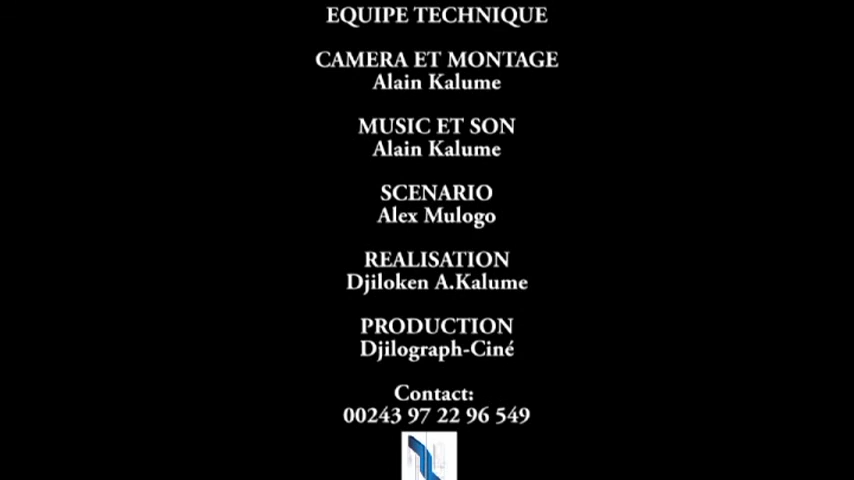 EQUIPE TECHNIQUE
CAMERA ET MONTAGE
Alain Kalume
MUSIC ET SON
Alain Kalume
SCENARIO
Alex Mulogo
REALISATION
Djiloken A.Kalume
PRODUCTION
Djilograph-Ciné
Contact:
00243 97 22 96 549